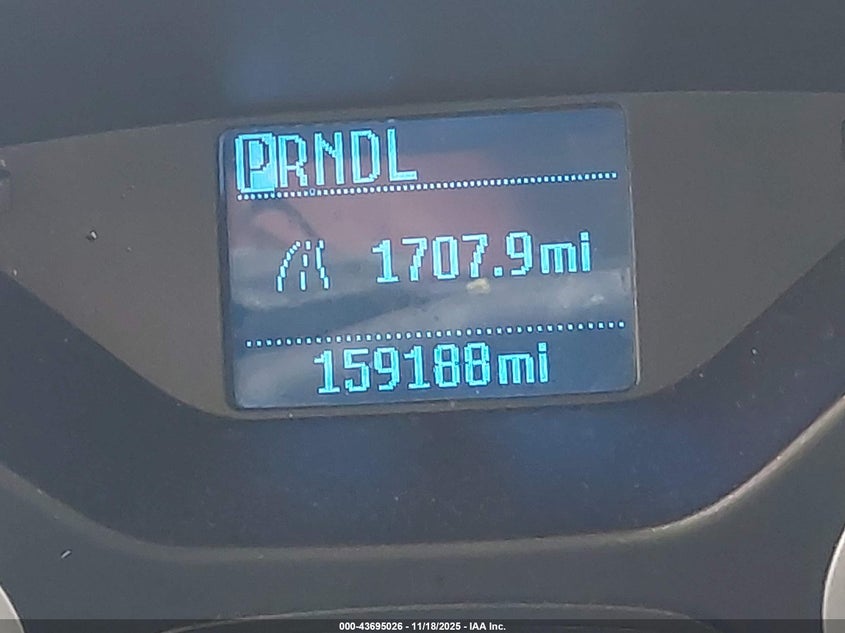 PRNDL
1707.9mi
159188mi
000-43695026 - 11/18/2025 - IAA Inc.